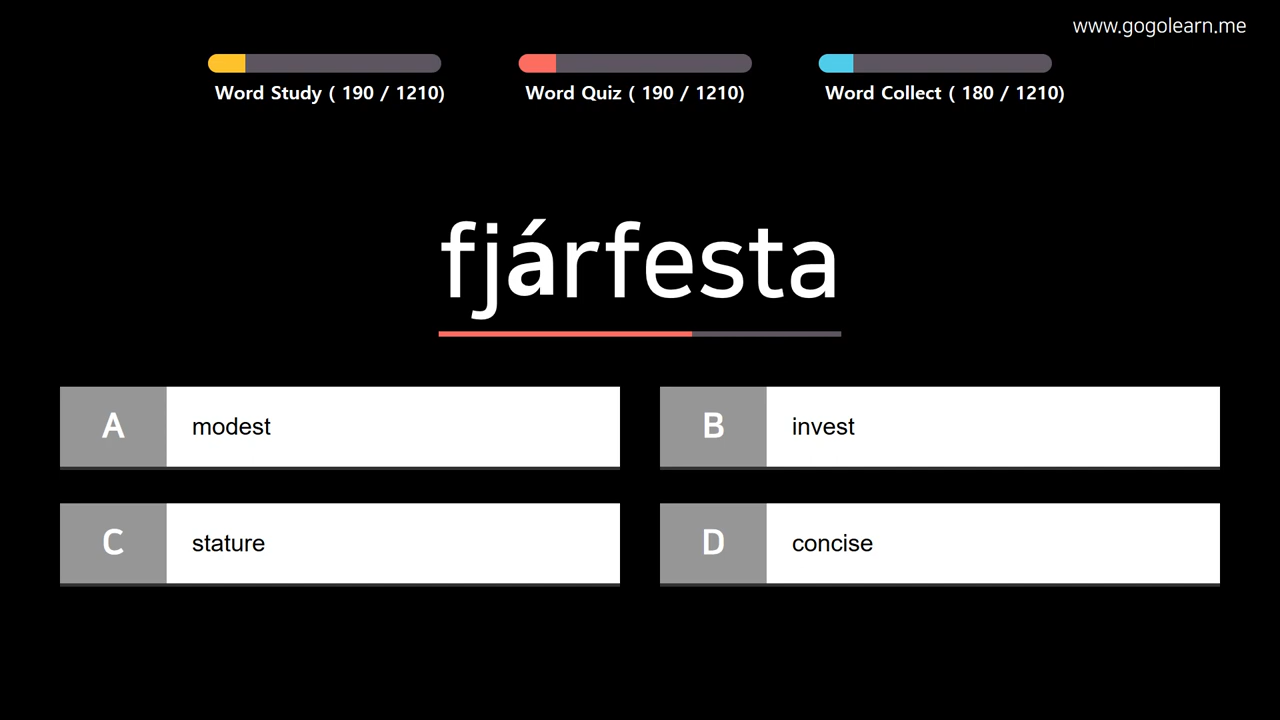 www.gogolearn.me
Word Study ( 190 / 1210)
Word Quiz ( 190 / 1210)
Word Collect ( 180 / 1210)
fjárfesta
A modest
B invest
C stature
D concise